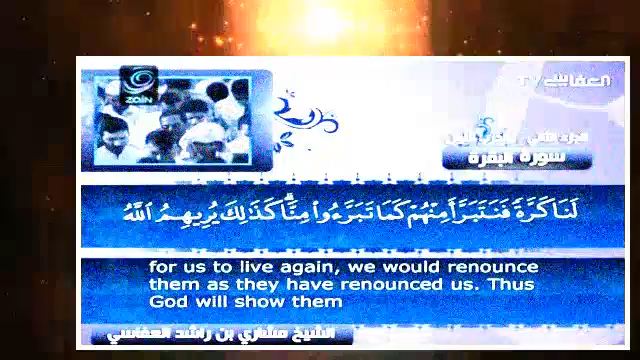 zain
العفاسي TV
سورة البقرة
لَنَا كَرَّةً فَنَتَبَرَّأَ مِنْهُمْ كَمَا تَبَرَّءُوا۟ مِنَّا ۗ كَذَٰلِكَ يُرِيهِمُ ٱللَّهُ
for us to live again, we would renounce
them as they have renounced us. Thus
God will show them
الشيخ مشاري بن راشد العفاسي